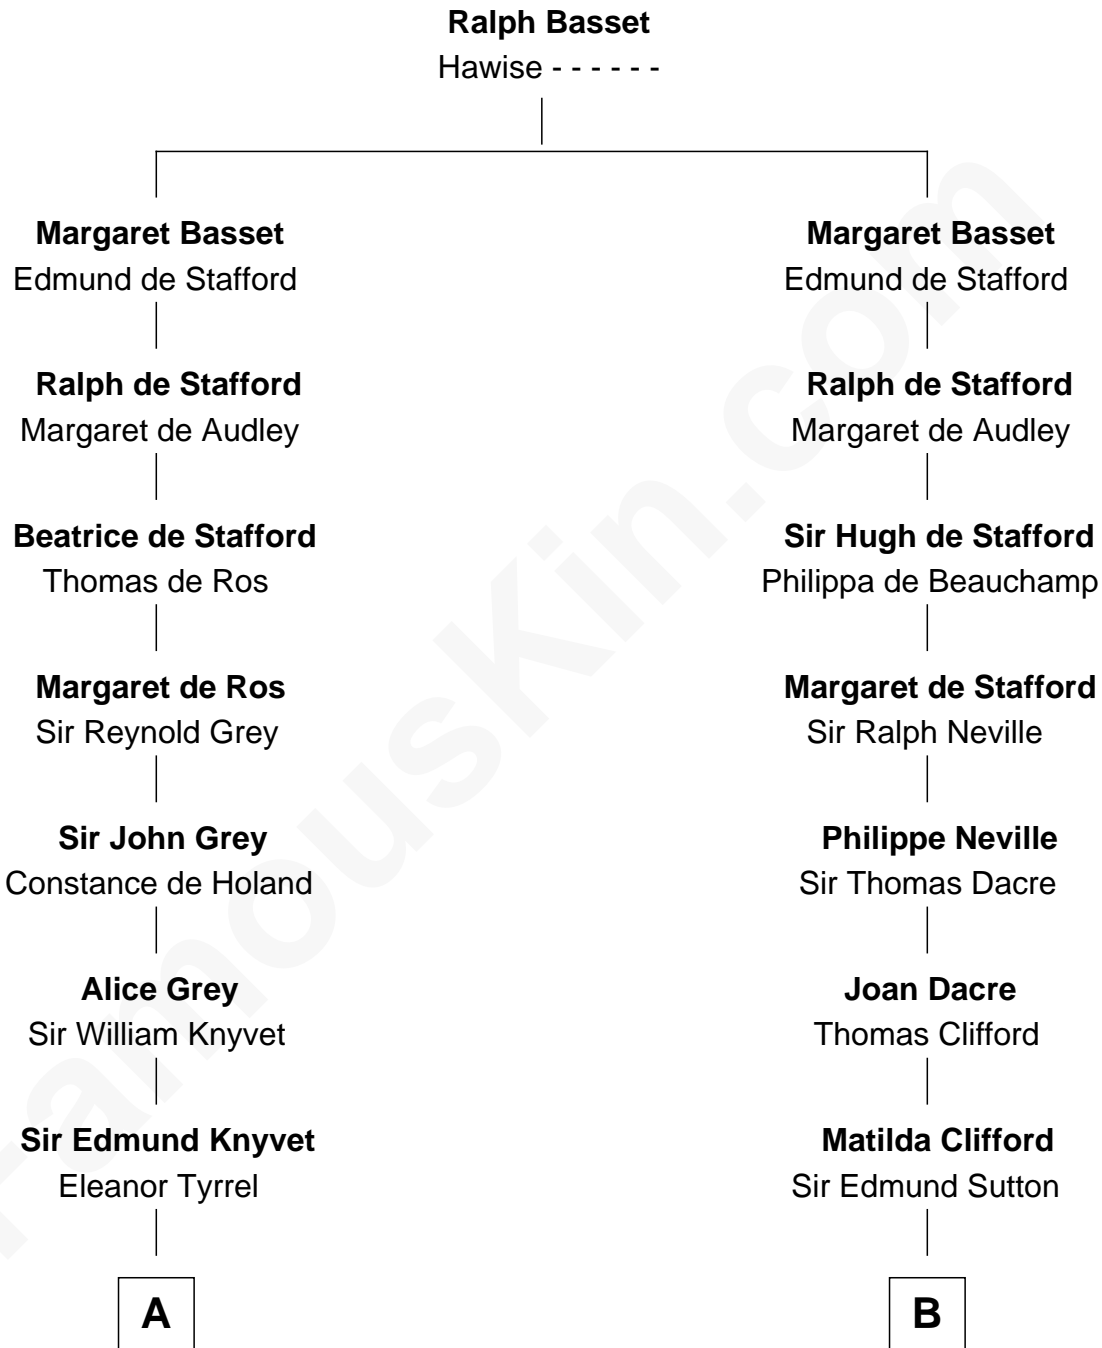 Ralph Basset
Hawise - - - - - -
Margaret Basset
Edmund de Stafford
Margaret Basset
Edmund de Stafford
Ralph de Stafford
Margaret de Audley
Ralph de Stafford
Margaret de Audley
Beatrice de Stafford
Thomas de Ros
Sir Hugh de Stafford
Philippa de Beauchamp
Margaret de Ros
Sir Reynold Grey
Margaret de Stafford
Sir Ralph Neville
Sir John Grey
Constance de Holand
Philippe Neville
Sir Thomas Dacre
Alice Grey
Sir William Knyvet
Joan Dacre
Thomas Clifford
Sir Edmund Knyvet
Eleanor Tyrrel
Matilda Clifford
Sir Edmund Sutton
A
B
FamousKin.com